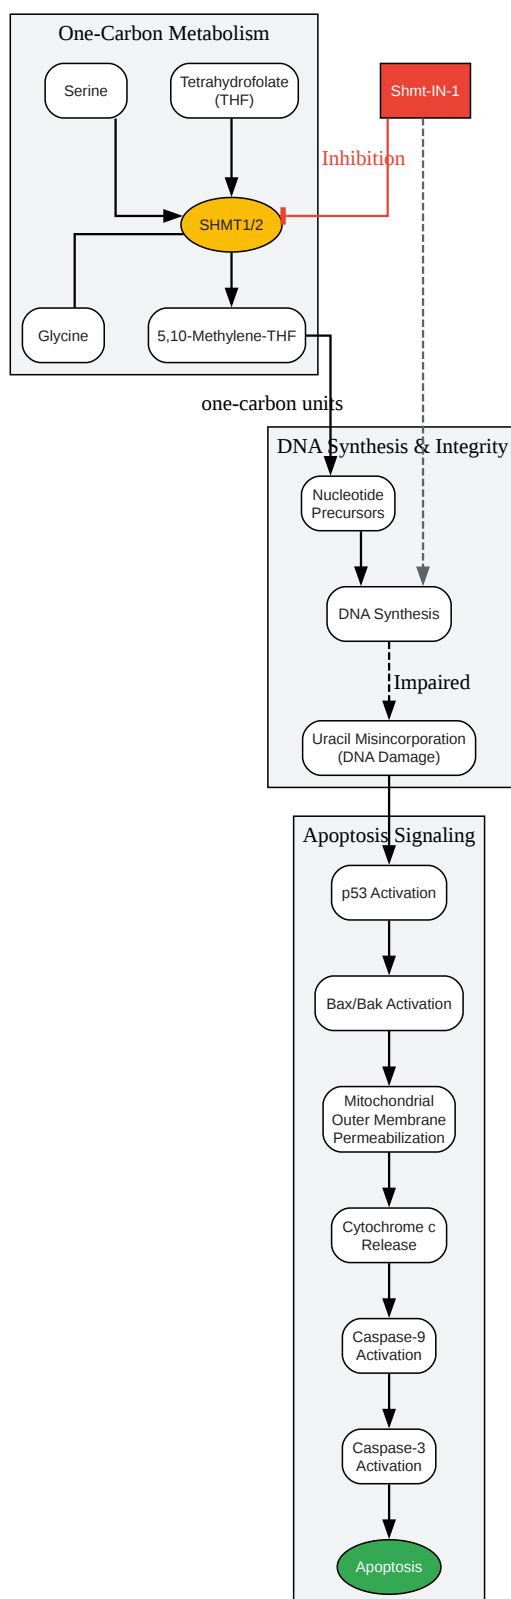 One-Carbon Metabolism
Serine
Tetrahydrofolate
(THF)
Shmt-IN-1
Inhibition
SHMT1/2
Glycine
5,10-Methylene-THF
one-carbon units
DNA Synthesis & Integrity
Nucleotide
Precursors
DNA Synthesis
Impaired
Uracil Misincorporation
(DNA Damage)
Apoptosis Signaling
p53 Activation
Bax/Bak Activation
Mitochondrial
Outer Membrane
Permeabilization
Cytochrome c
Release
Caspase-9
Activation
Caspase-3
Activation
Apoptosis